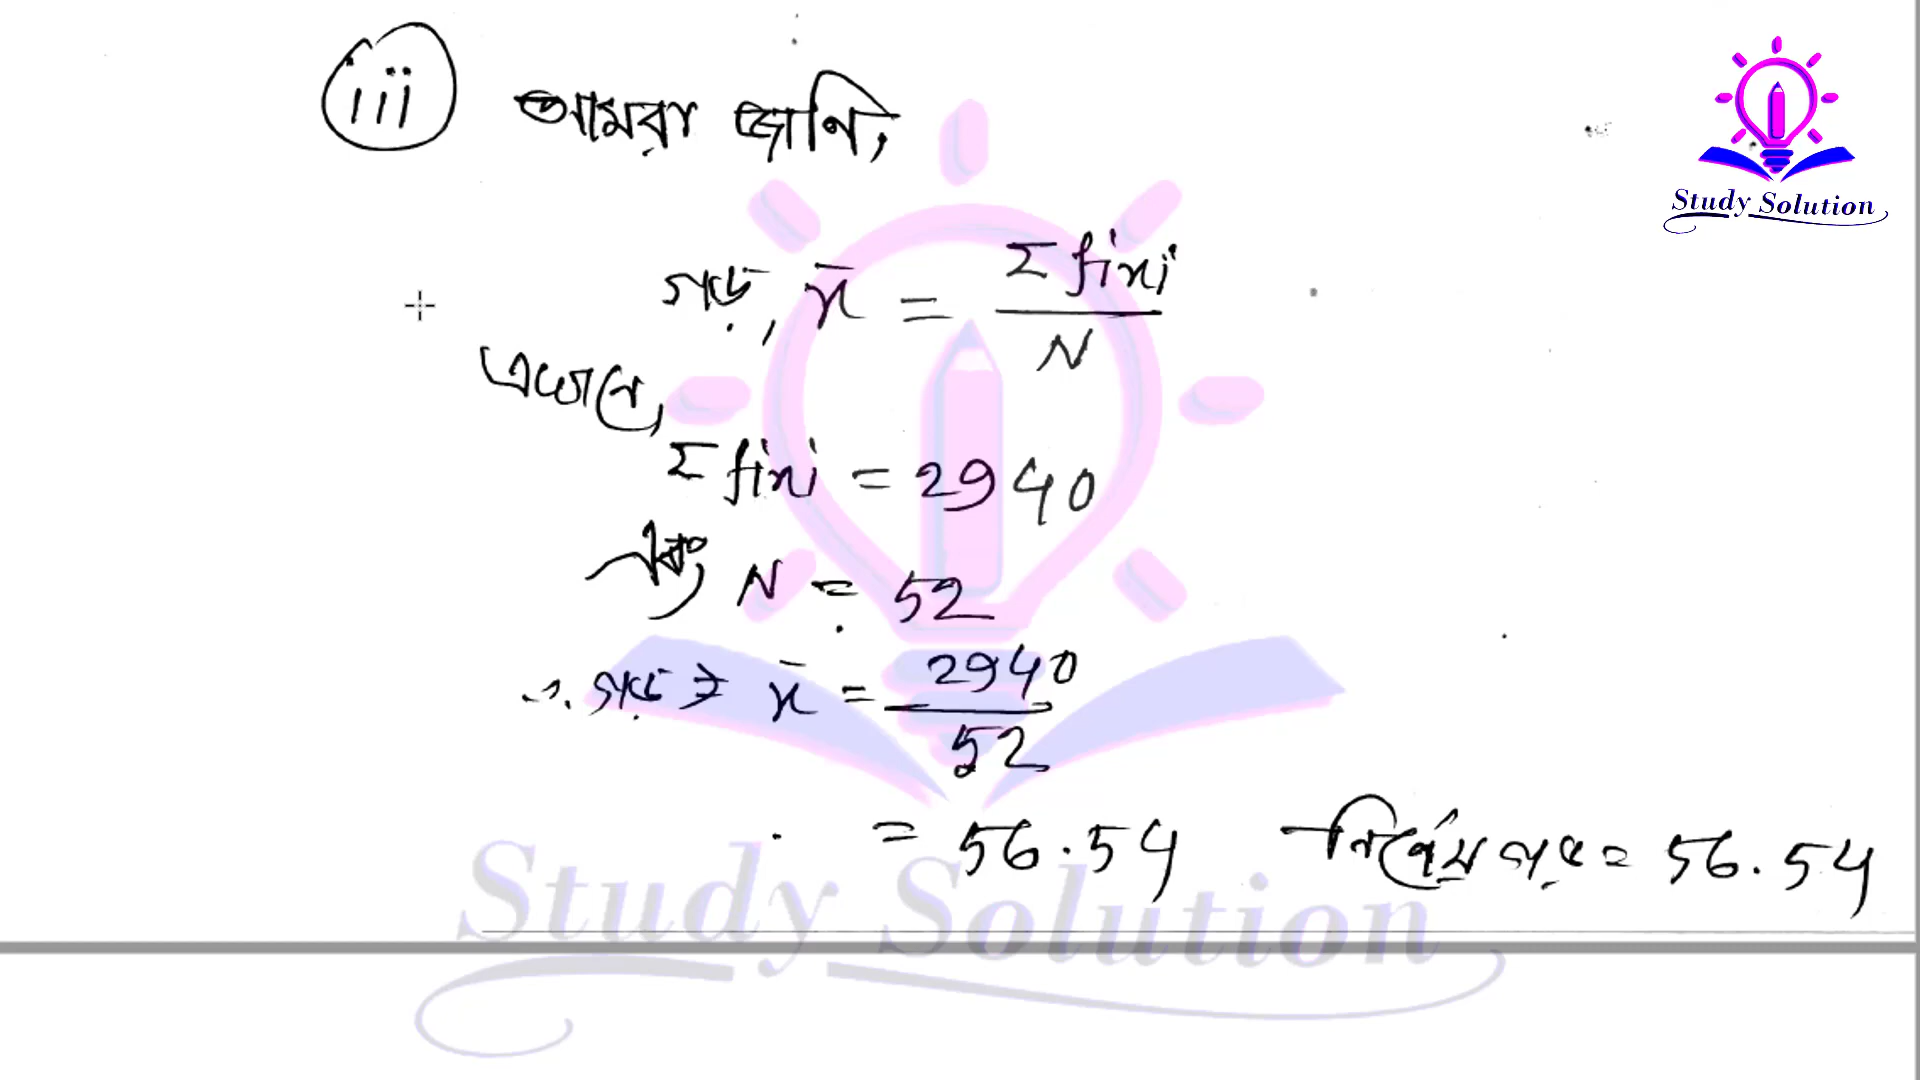 iii আমরা জানি,
Study Solution
গড়, x̄ = Σfixi / N
এখানে,
Σfixi = 2940
এবং N = 52
∴ গড় ⇒ x̄ = 2940 / 52
= 56.54 নির্ণেয় গড় = 56.54
Study Solution